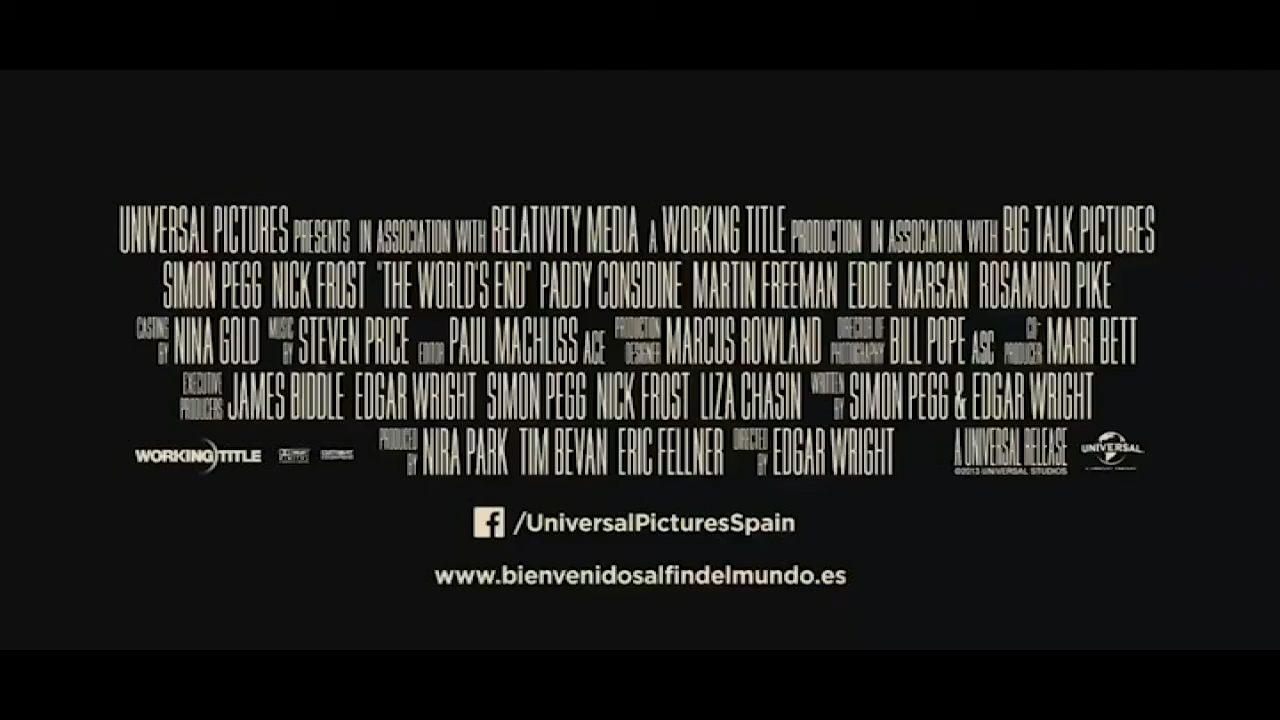 UNIVERSAL PICTURES PRESENTS IN ASSOCIATION WITH RELATIVITY MEDIA A WORKING TITLE PRODUCTION IN ASSOCIATION WITH BIG TALK PICTURES
SIMON PEGG NICK FROST "THE WORLD'S END" PADDY CONSIDINE MARTIN FREEMAN EDDIE MARSAN ROSAMUND PIKE
CASTING BY NINA GOLD MUSIC BY STEVEN PRICE EDITOR PAUL MACHLISS ACE PRODUCTION DESIGNER MARCUS ROWLAND DIRECTOR OF PHOTOGRAPHY BILL POPE ASC CO-PRODUCER MAIRI BETT
EXECUTIVE PRODUCERS JAMES BIDDLE EDGAR WRIGHT SIMON PEGG NICK FROST LIZA CHASIN WRITTEN BY SIMON PEGG & EDGAR WRIGHT
PRODUCED BY NIRA PARK TIM BEVAN ERIC FELLNER DIRECTED BY EDGAR WRIGHT
WORKING TITLE
A UNIVERSAL RELEASE
©2013 UNIVERSAL STUDIOS
UNIVERSAL
/UniversalPicturesSpain
www.bienvenidosalfindelmundo.es